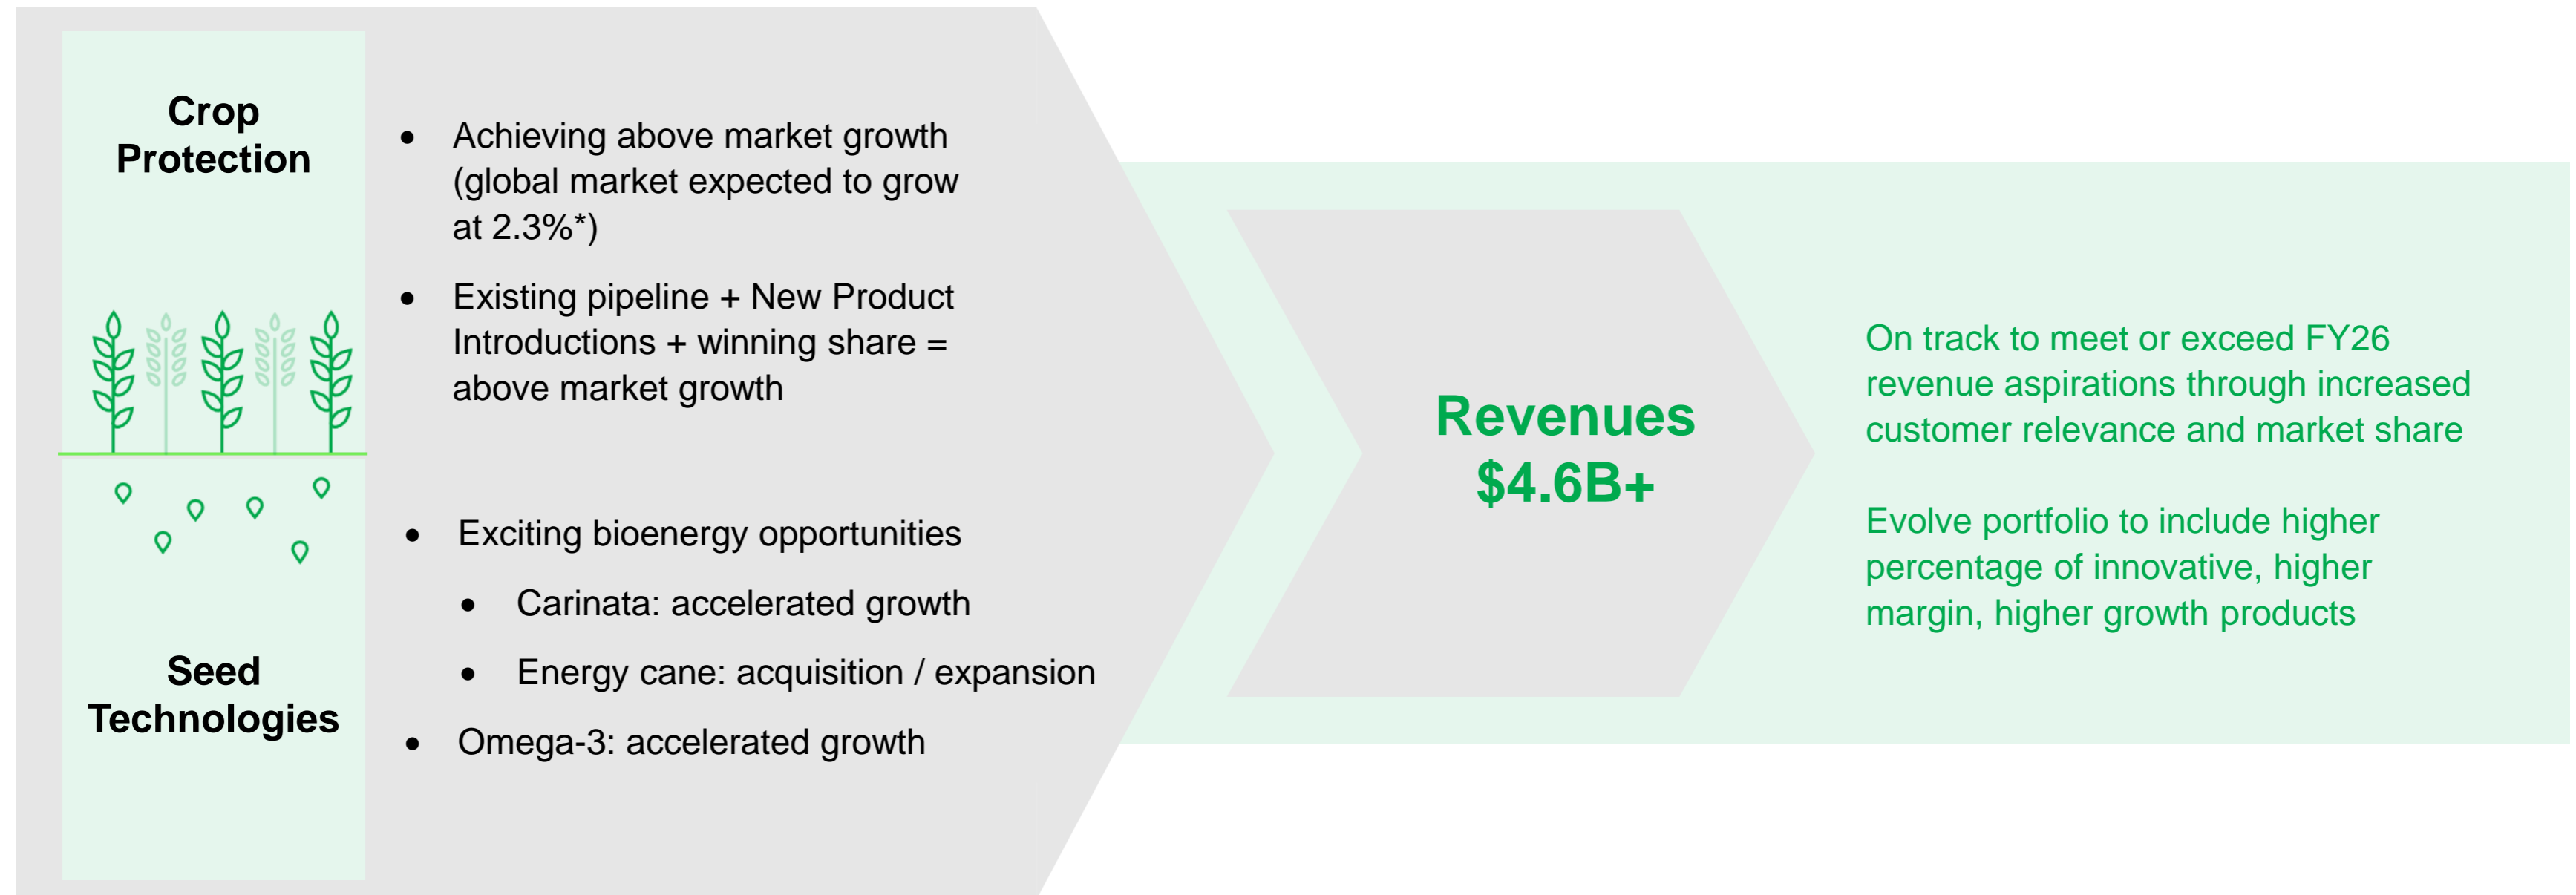 Crop
Protection
• Achieving above market growth
(global market expected to grow
at 2.3%*)
• Existing pipeline + New Product
Introductions + winning share =
above market growth
Seed
Technologies
• Exciting bioenergy opportunities
• Carinata: accelerated growth
• Energy cane: acquisition / expansion
• Omega-3: accelerated growth
Revenues
$4.6B+
On track to meet or exceed FY26
revenue aspirations through increased
customer relevance and market share
Evolve portfolio to include higher
percentage of innovative, higher
margin, higher growth products